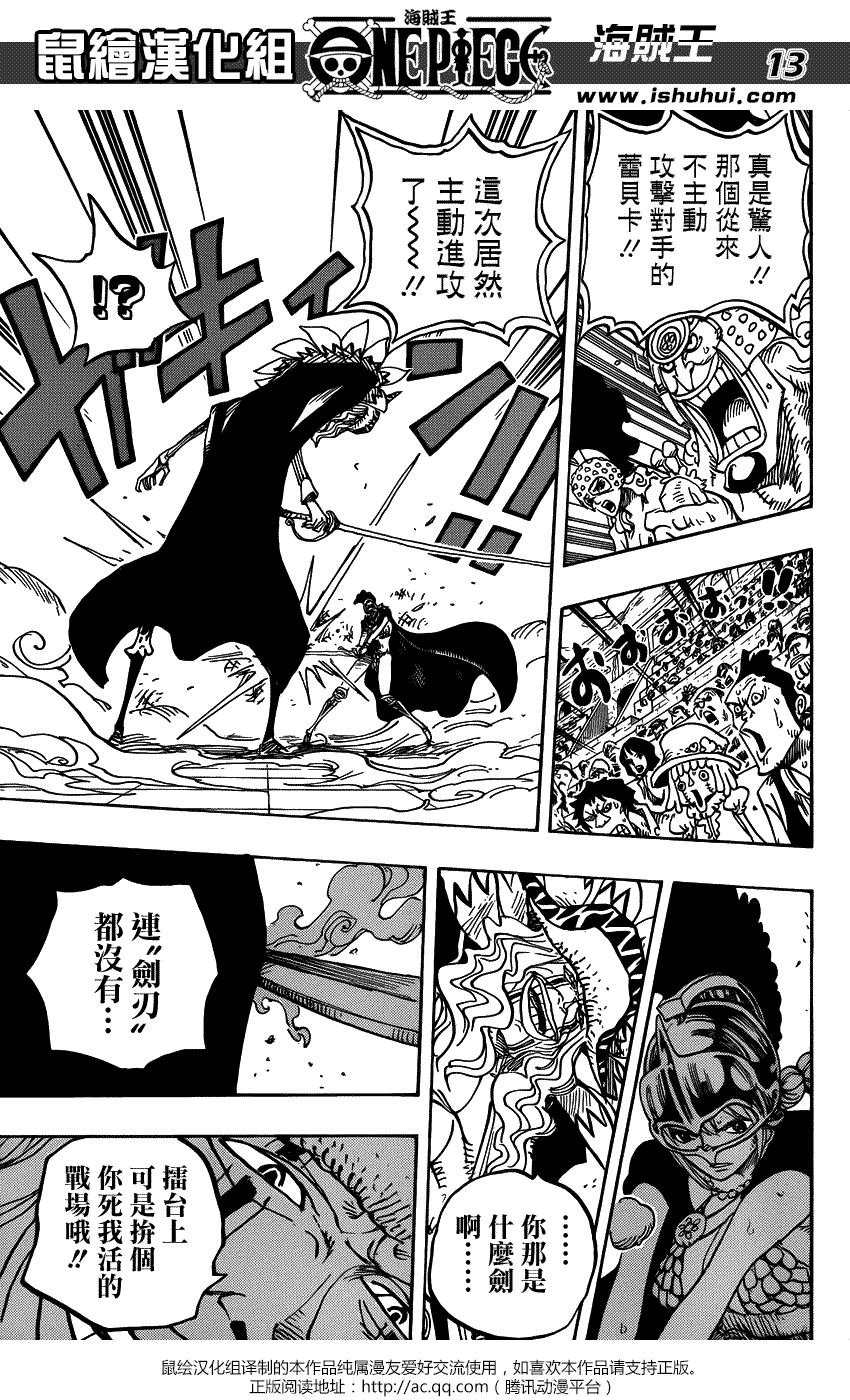 鼠繪漢化組
海賊王
ONE PIECE
海賊王
13
www.ishuhui.com
真是驚人!!
那個從來
不主動
攻擊對手的
蕾貝卡!!
這次居然
主動進攻
了~~~!!
!?
ガギィン!!
おおおおっ!!
……
你那是
什麼劍
啊……
連〝劍刃〞
都沒有…
擂台上
可是拚個
你死我活的
戰場哦!!
鼠绘汉化组译制的本作品纯属漫友爱好交流使用，如喜欢本作品请支持正版。
正版阅读地址：http://ac.qq.com（腾讯动漫平台）